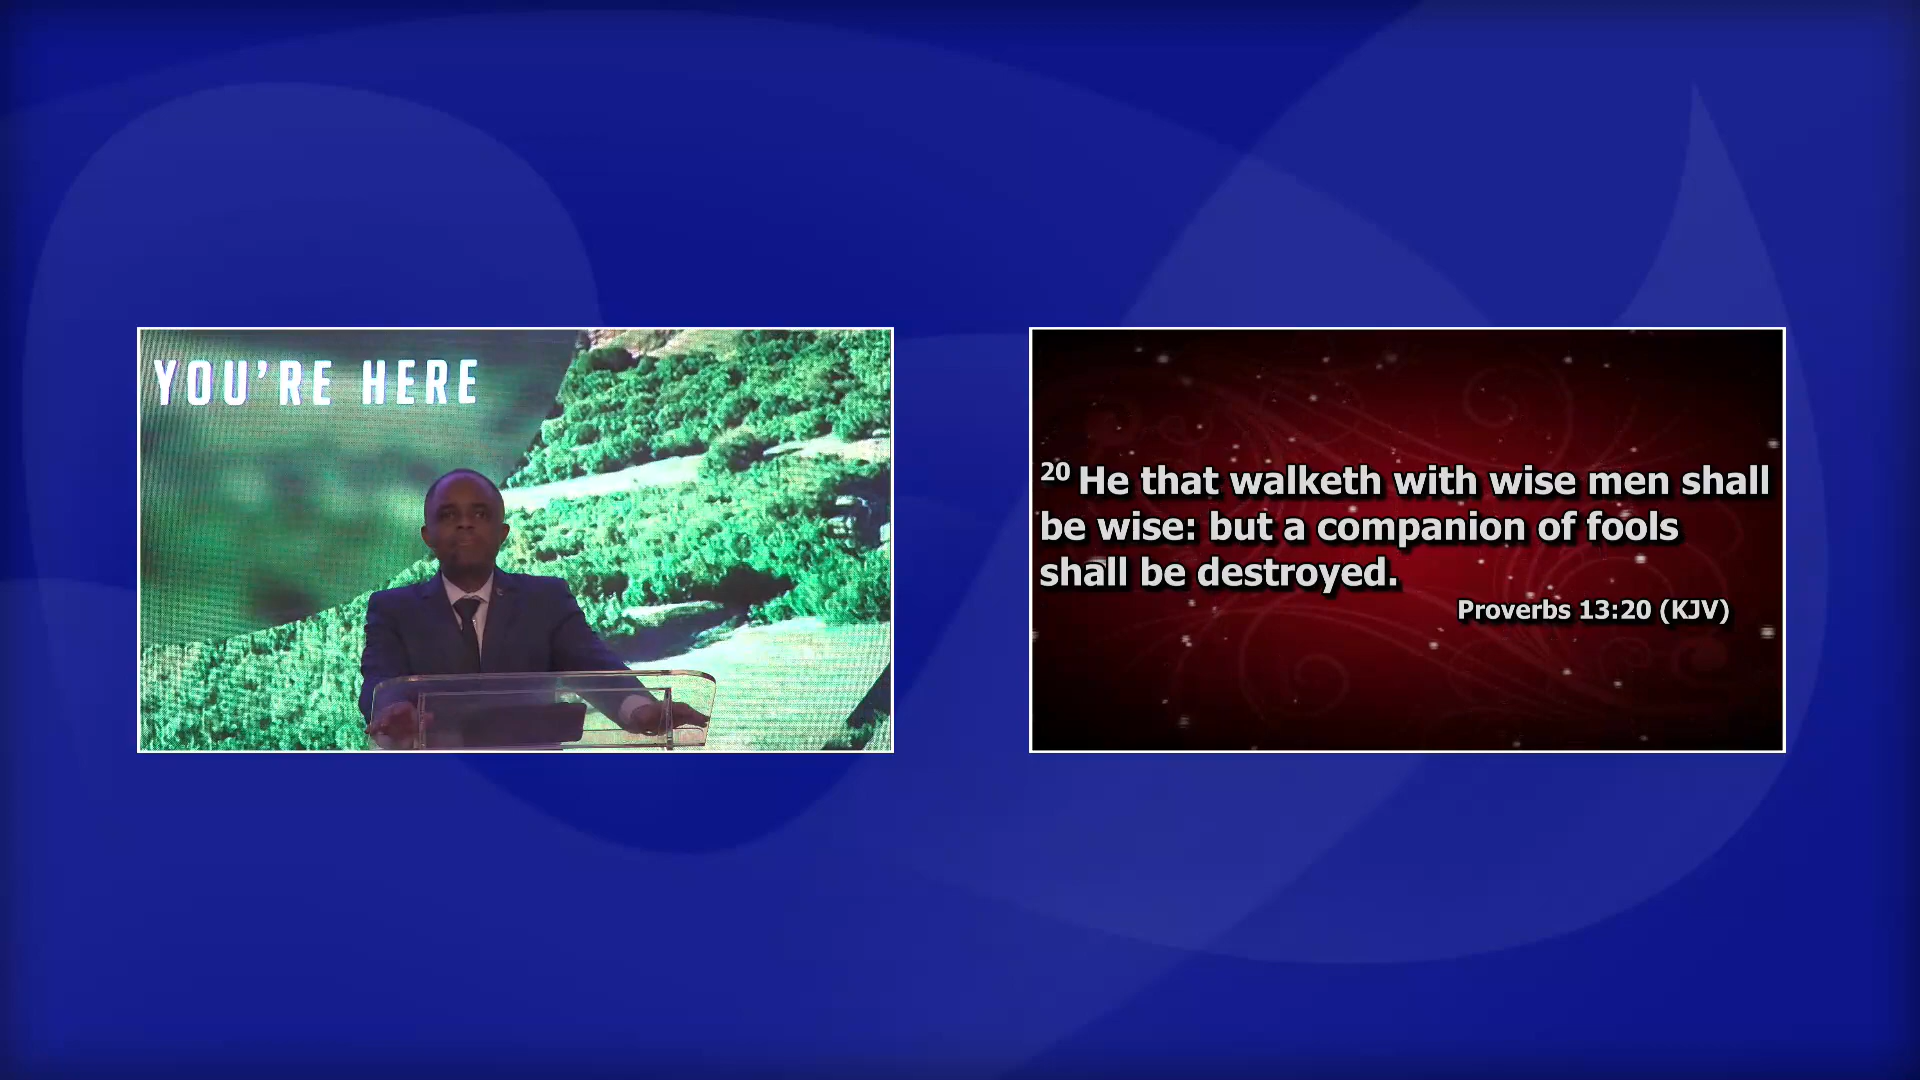 YOU'RE HERE
20 He that walketh with wise men shall
be wise: but a companion of fools
shall be destroyed.
Proverbs 13:20 (KJV)